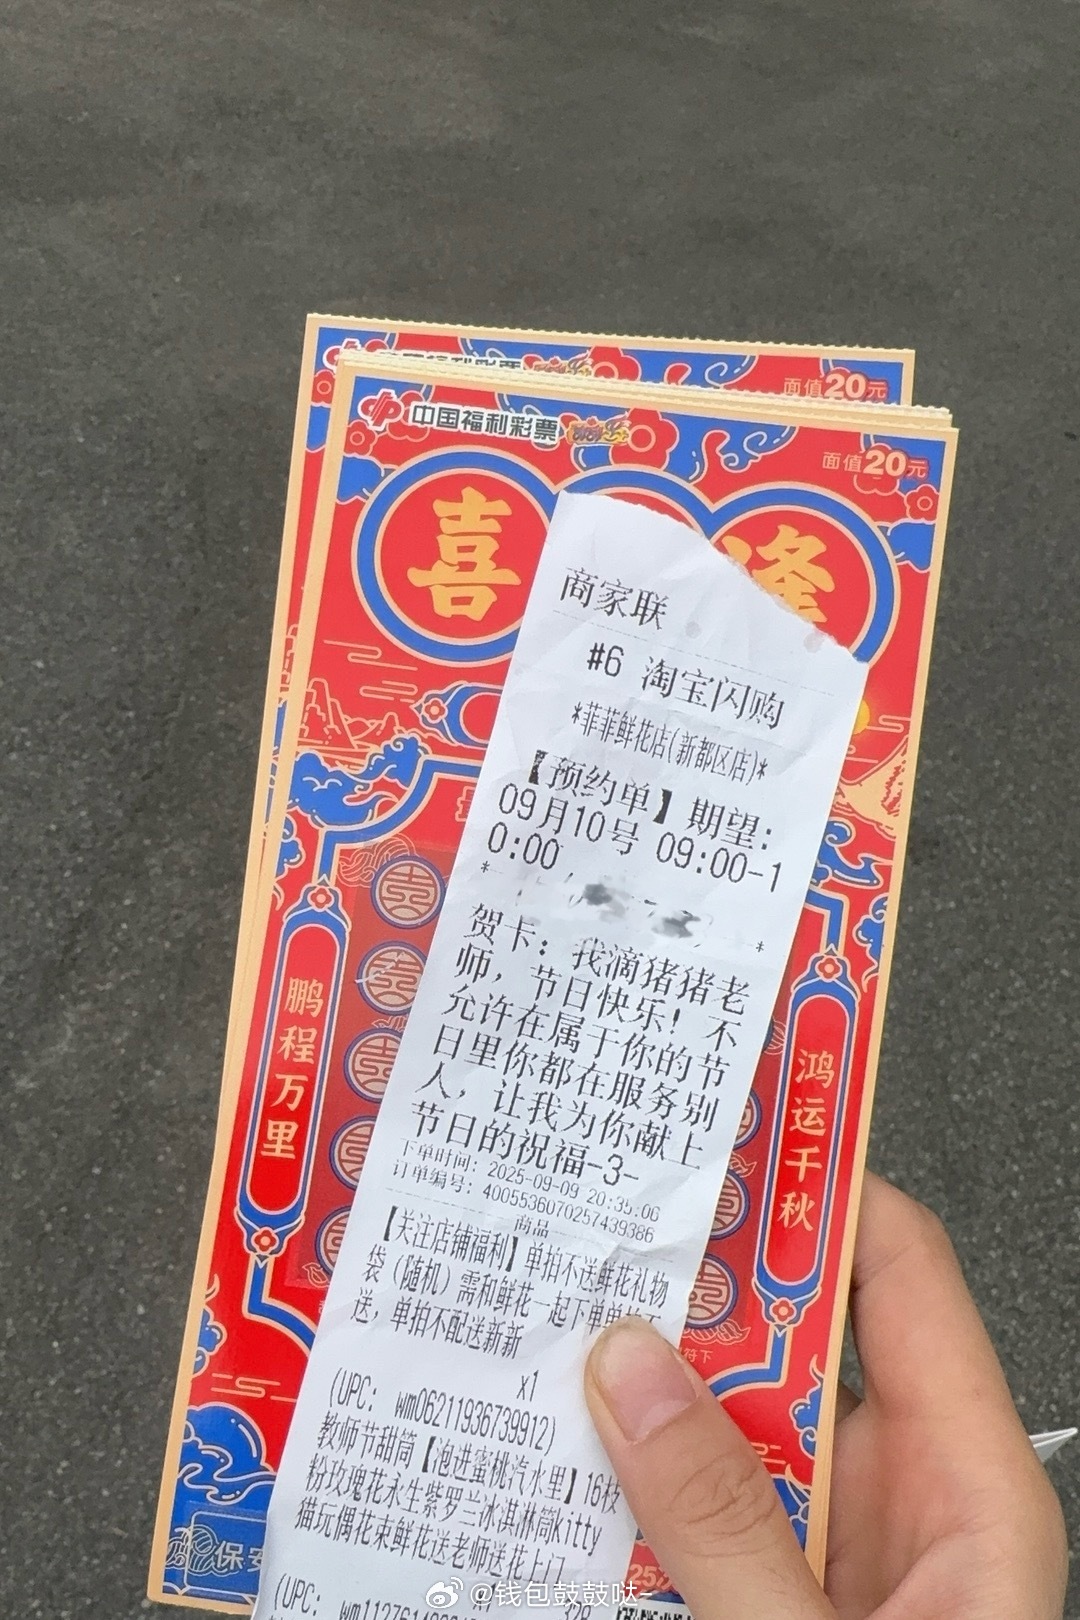 面值20元
中国福利彩票
面值20元
喜
逢
商家联
#6 淘宝闪购
*菲菲鲜花店(新都区店)*
【预约单】期望:
09月10号 09:00-1
0:00
贺卡: 我滴猪猪老
师, 节日快乐! 不
允许在属于你的节
日里你都在服务别
人, 让我为你献上
节日的祝福-3-
下单时间: 2025-09-09 20:35:06
订单编号: 4005536070257439386
商品
【关注店铺福利】单拍不送鲜花礼物
袋(随机)需和鲜花一起下单单拍不
送, 单拍不配送新新
x1
(UPC: wm06211936739912)
教师节甜筒【泡进蜜桃汽水里】16枝
粉玫瑰花永生紫罗兰冰淇淋筒kitty
猫玩偶花束鲜花送老师送花上门
x1
(UPC:
鹏程万里
鸿运千秋
符下
保安
@钱包鼓鼓哒-